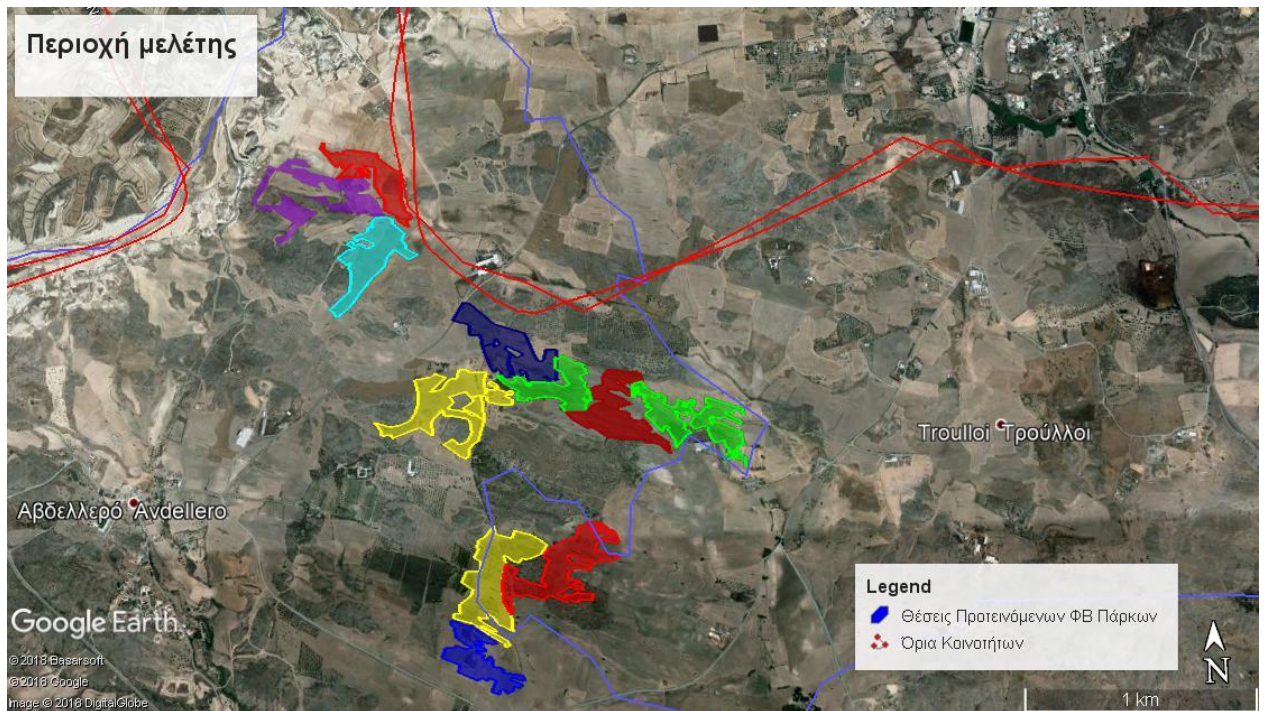 Περιοχή μελέτης
Troulloi Τρούλλοι
Αβδελλερό Avdellero
Legend
Θέσεις Προτεινόμενων ΦΒ Πάρκων
Όρια Κοινοτήτων
Google Earth
© 2018 Basarsoft
© 2018 Google
Image © 2018 DigitalGlobe
N
1 km